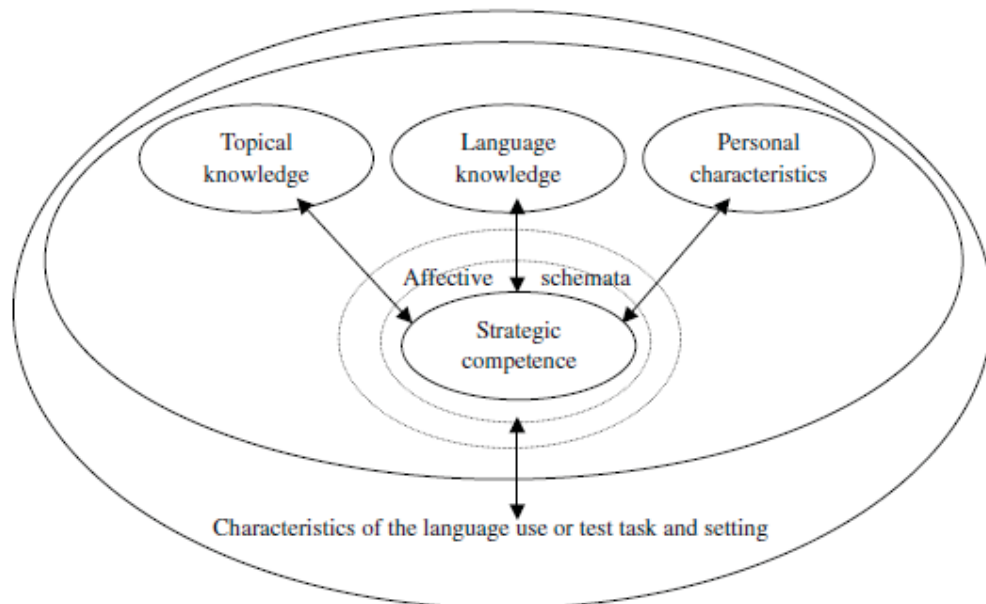 Topical
knowledge
Language
knowledge
Personal
characteristics
Affective schemata
Strategic
competence
Characteristics of the language use or test task and setting